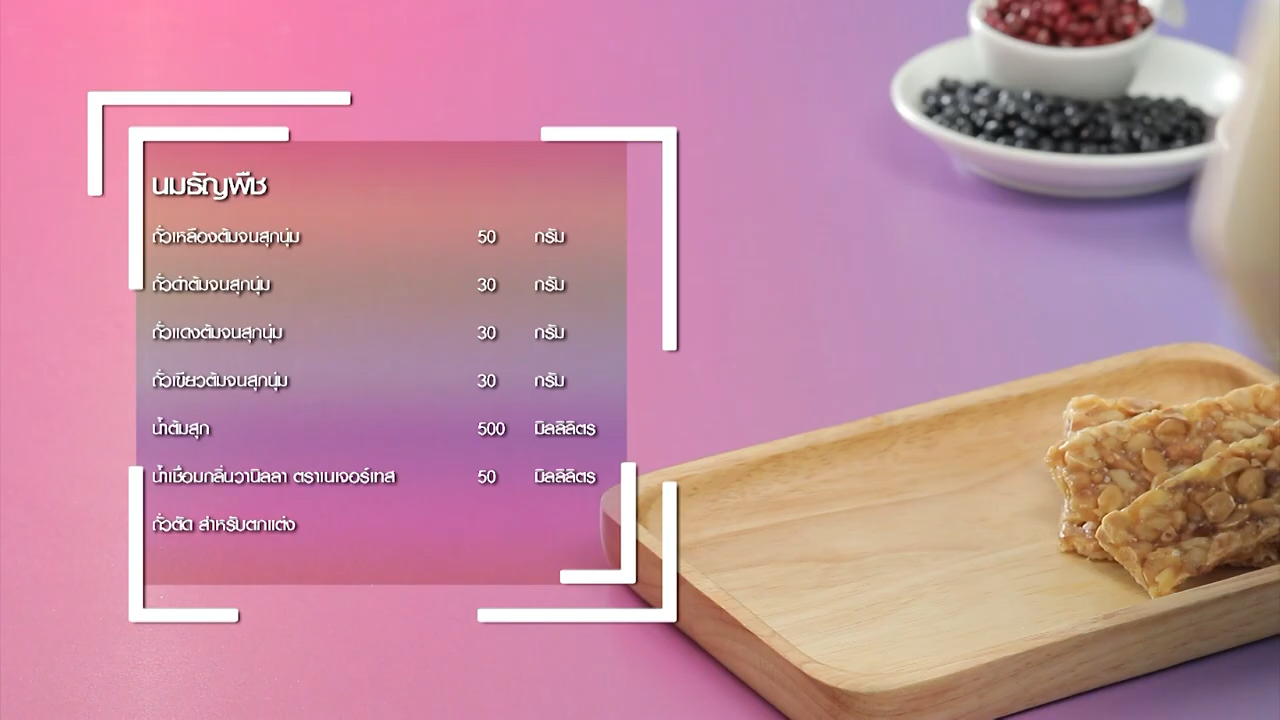 นมธัญพืช
ถั่วเหลืองต้มจนสุกนุ่ม 50 กรัม
ถั่วดำต้มจนสุกนุ่ม 30 กรัม
ถั่วแดงต้มจนสุกนุ่ม 30 กรัม
ถั่วเขียวต้มจนสุกนุ่ม 30 กรัม
น้ำต้มสุก 500 มิลลิลิตร
น้ำเชื่อมกลิ่นวานิลลา ตราเนเจอร์เทส 50 มิลลิลิตร
ถั่วตัด สำหรับตกแต่ง